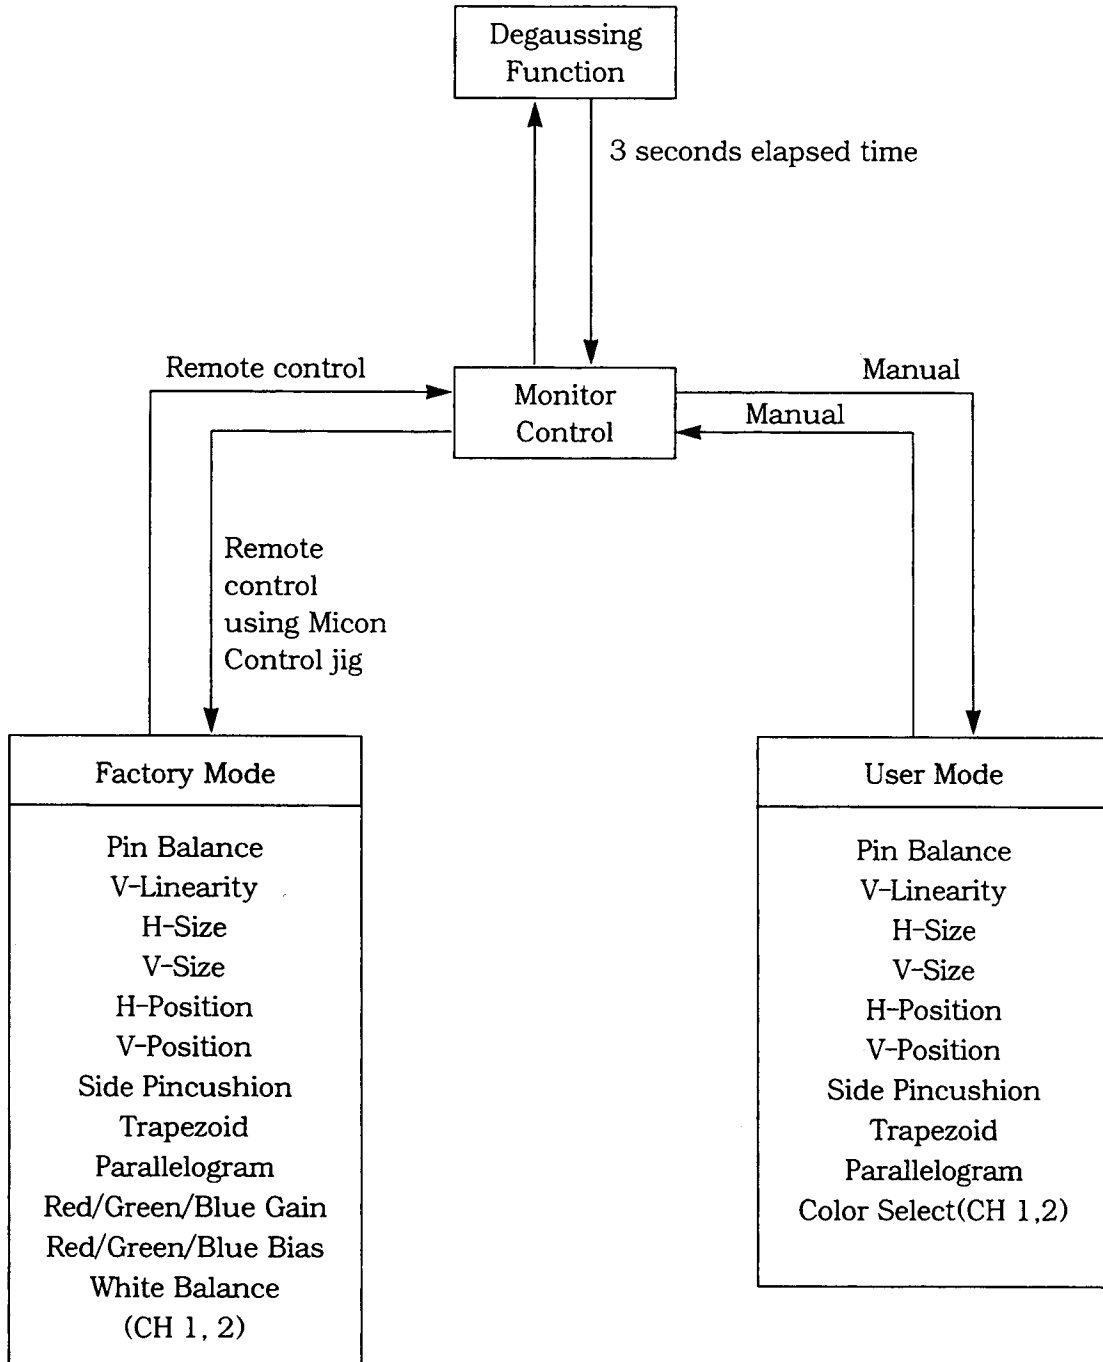 Degaussing
Function
3 seconds elapsed time
Remote control
Monitor
Control
Manual
Manual
Remote
control
using Micon
Control jig
Factory Mode
Pin Balance
V-Linearity
H-Size
V-Size
H-Position
V-Position
Side Pincushion
Trapezoid
Parallelogram
Red/Green/Blue Gain
Red/Green/Blue Bias
White Balance
(CH 1, 2)
User Mode
Pin Balance
V-Linearity
H-Size
V-Size
H-Position
V-Position
Side Pincushion
Trapezoid
Parallelogram
Color Select(CH 1,2)